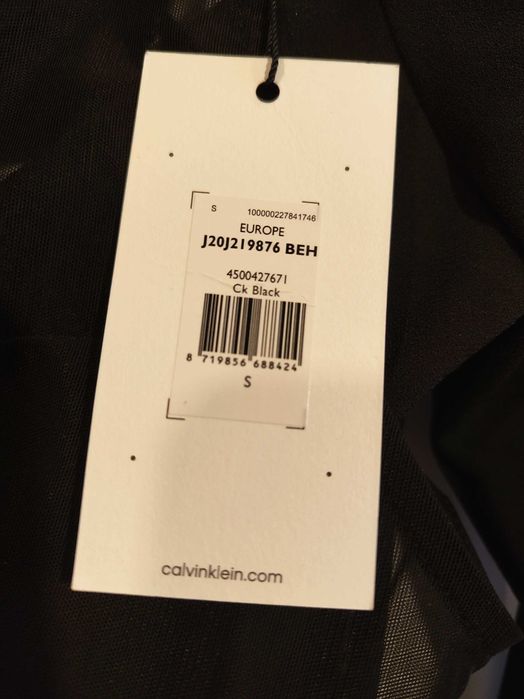 S 100000227841746
EUROPE
J20J219876 BEH
4500427671
Ck Black
8 719856 688424
S
calvinklein.com